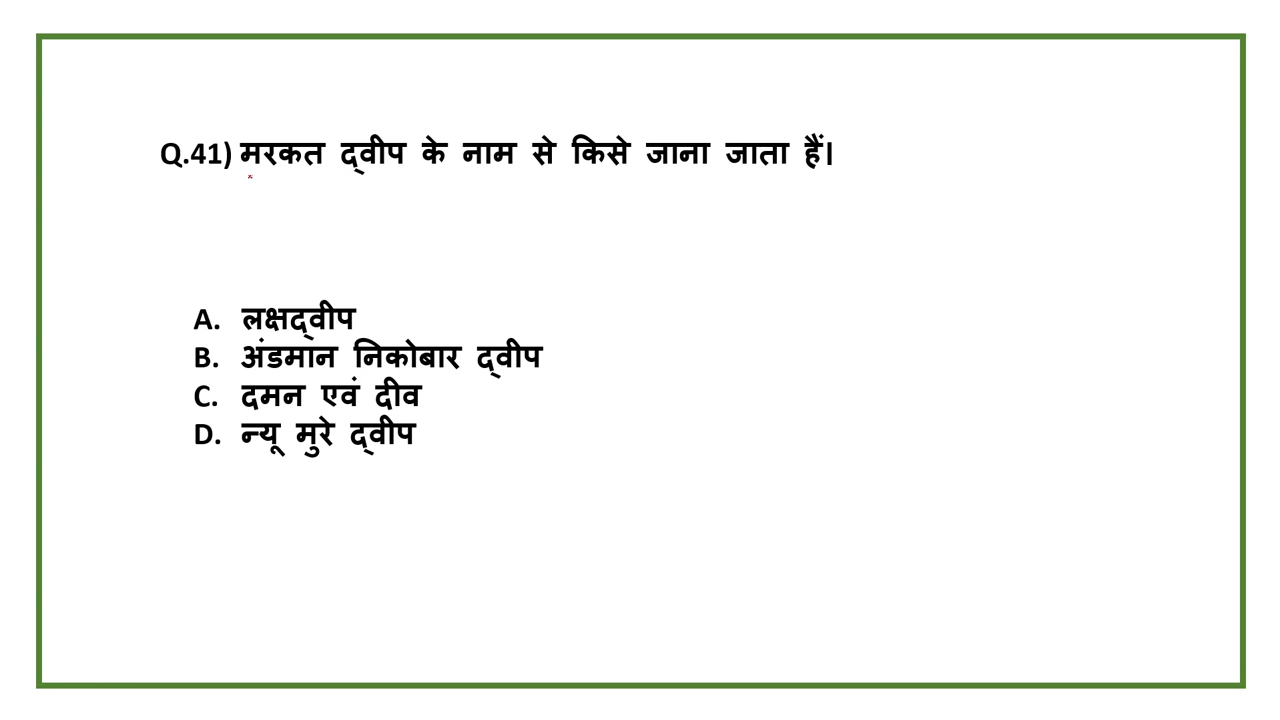 Q.41) मरकत द्वीप के नाम से किसे जाना जाता हैं।
A. लक्षद्वीप
B. अंडमान निकोबार द्वीप
C. दमन एवं दीव
D. न्यू मुरे द्वीप